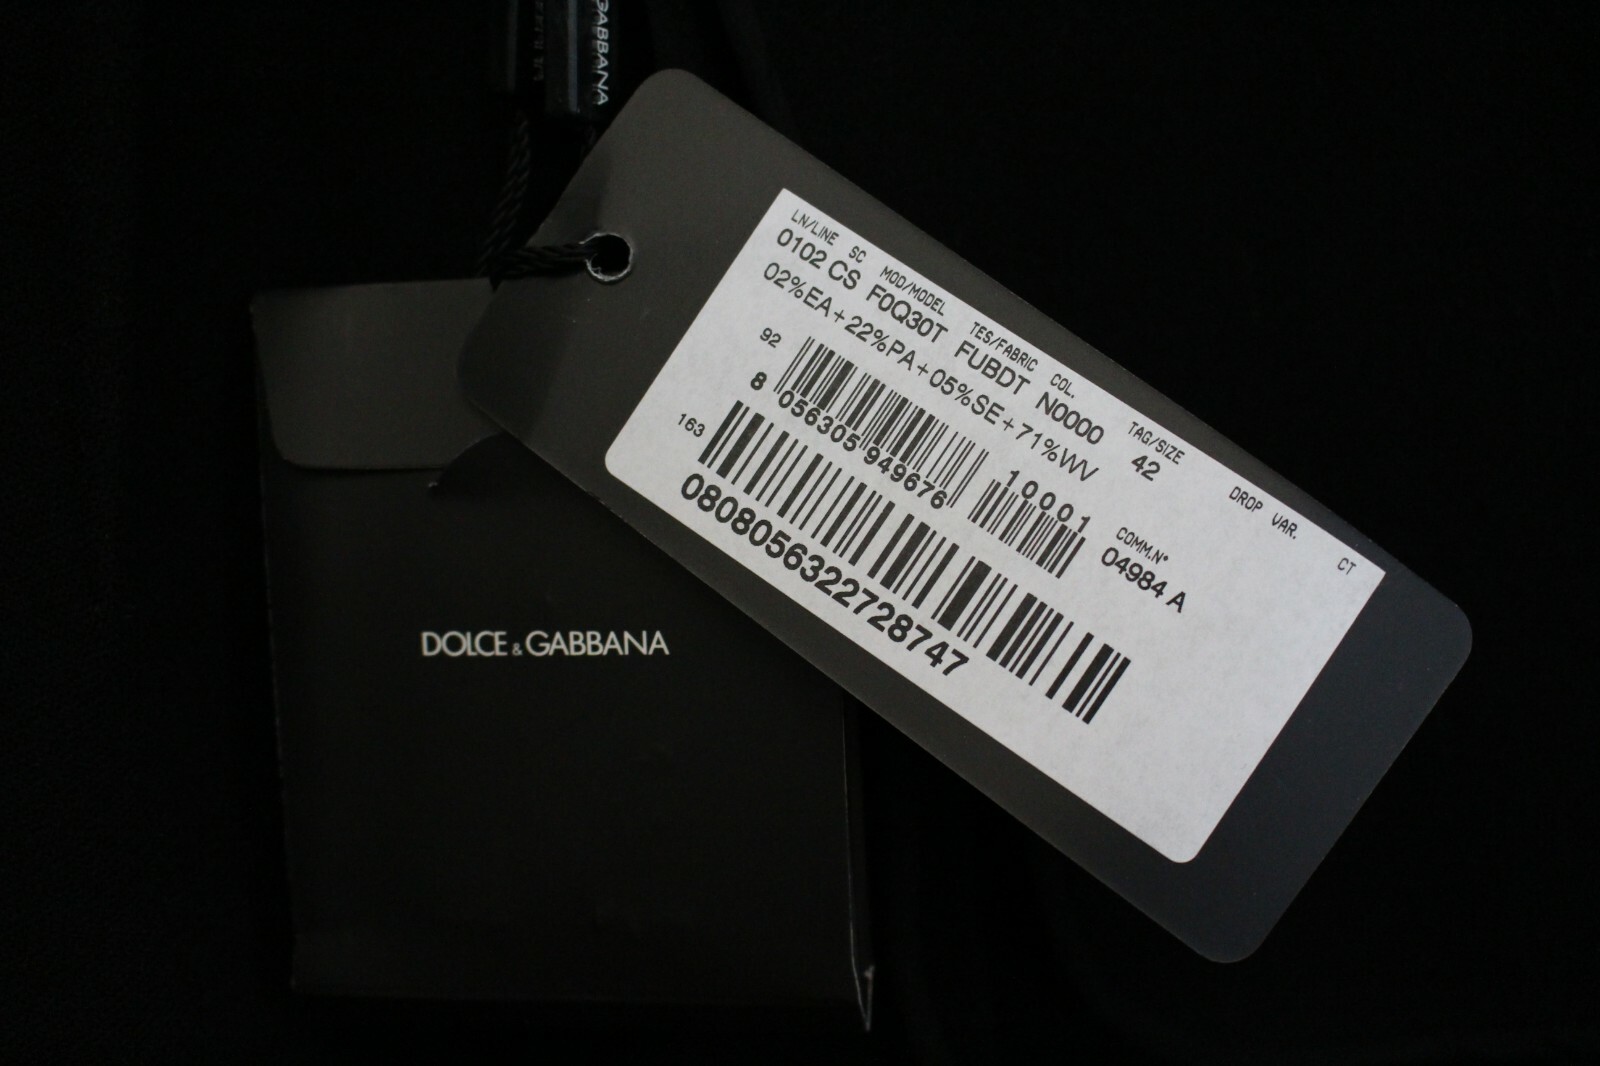 GABBANA
DOLCE & GABBANA
LN/LINE SC MOD/MODEL TES/FABRIC COL. TAG/SIZE DROP VAR. CT
0102 CS F0Q30T FUBDT N0000 42
02%EA+22%PA+05%SE+71%WV
92
8 056305 949676 10001
COMM.N°
04984 A
163
0808056322728747